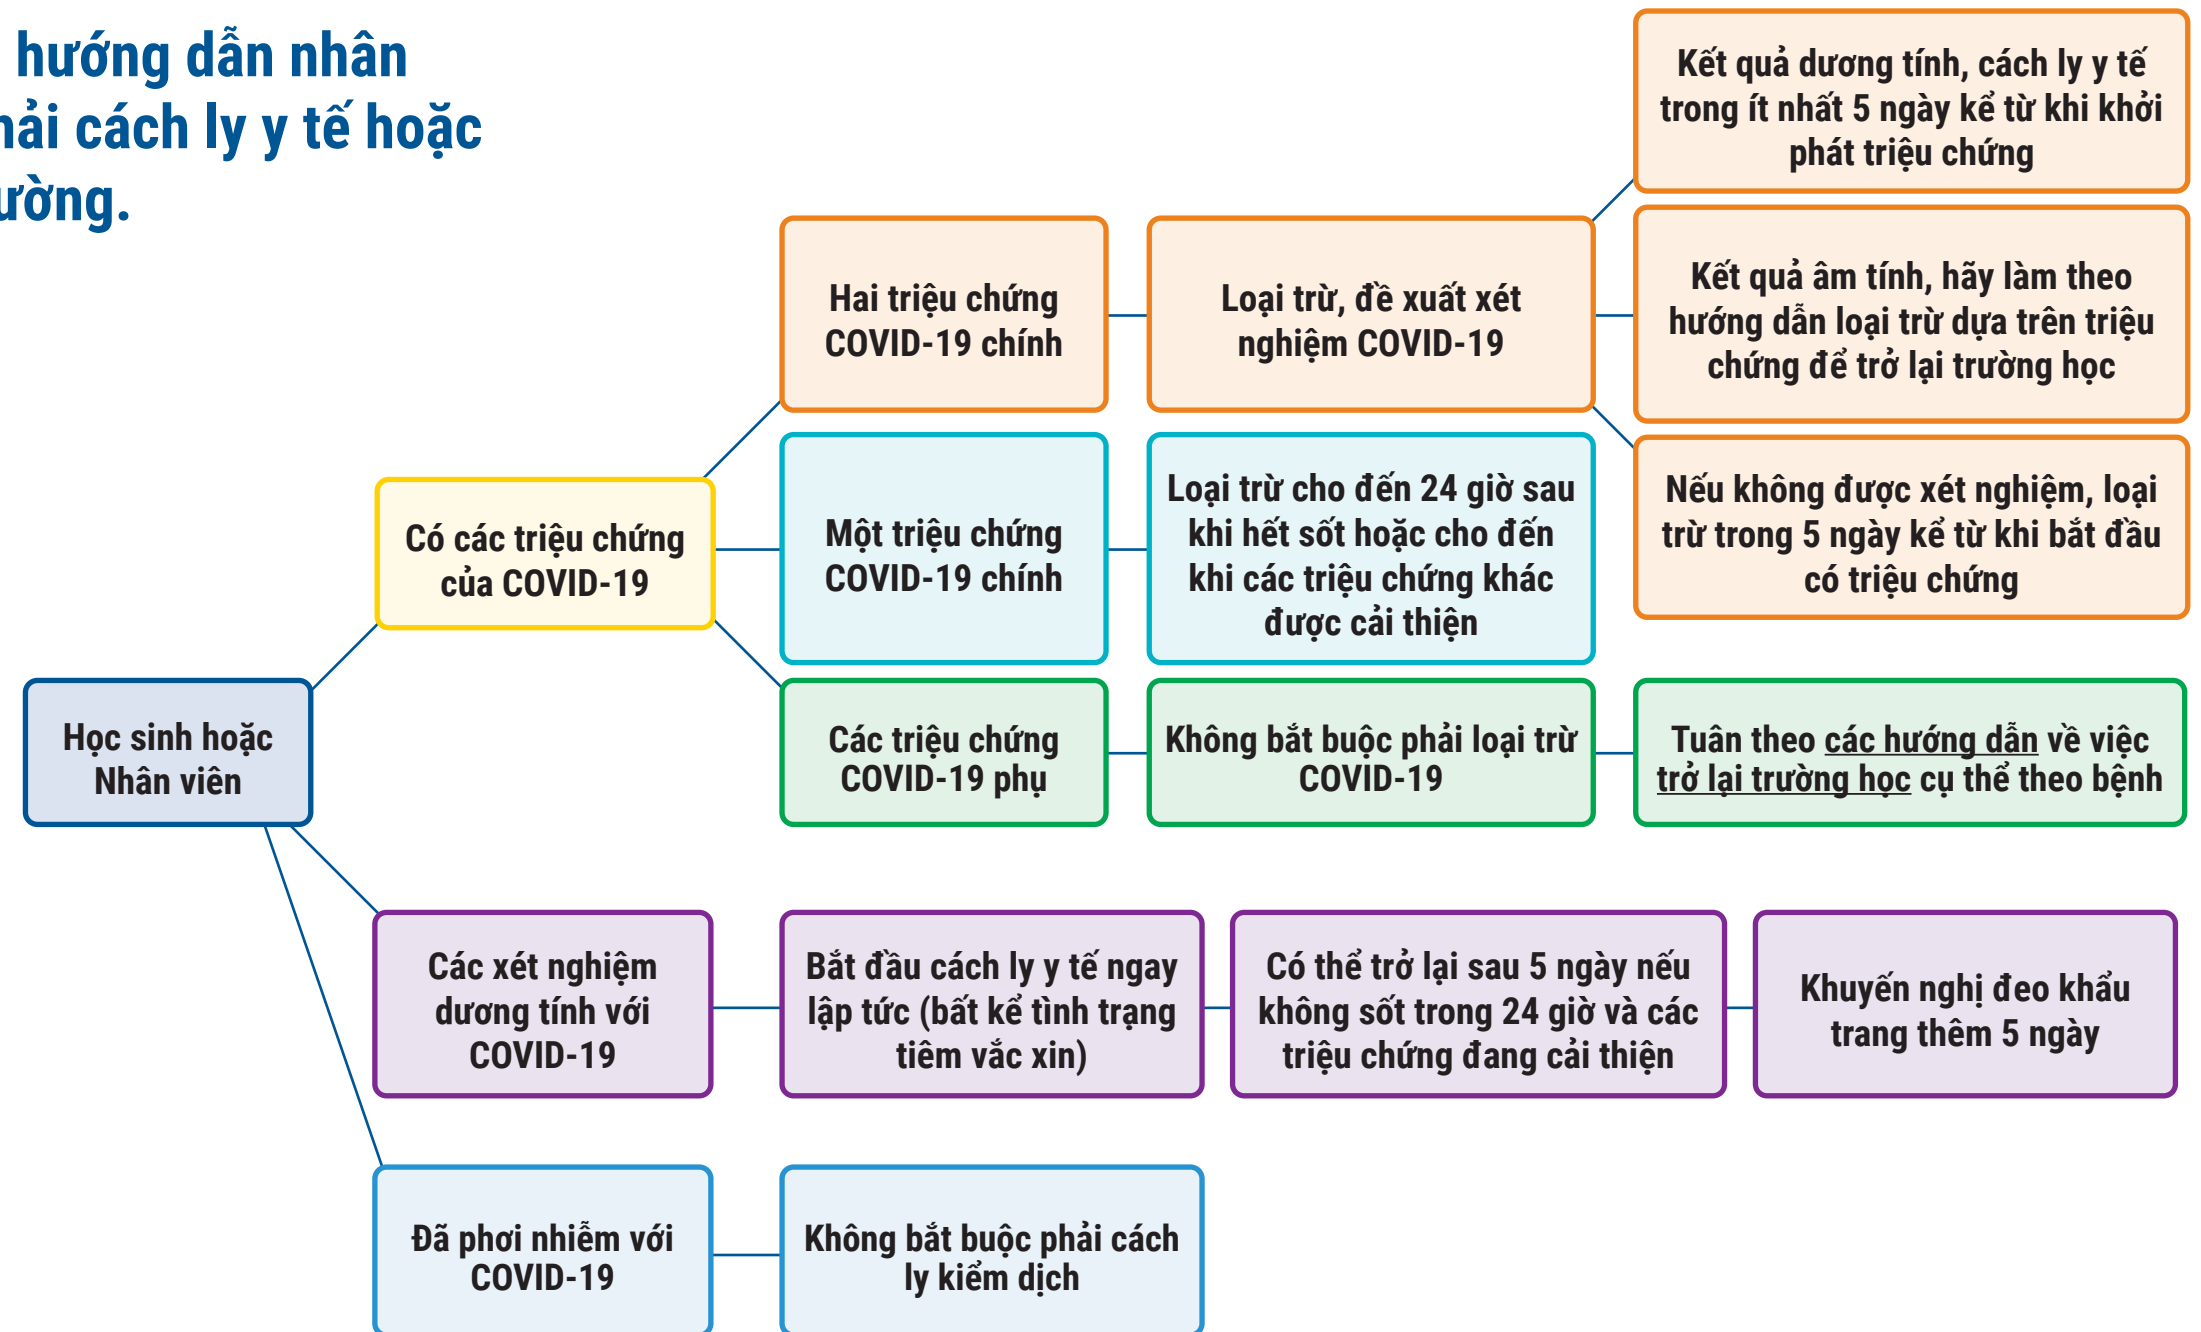 hướng dẫn nhân
cách ly y tế hoặc
Kết quả dương tính, cách ly y tế
trong ít nhất 5 ngày kể từ khi khởi
phát triệu chứng
Hai triệu chứng
COVID-19 chính
Loại trừ, đề xuất xét
nghiệm COVID-19
Kết quả âm tính, hãy làm theo
hướng dẫn loại trừ dựa trên triệu
chứng để trở lại trường học
Nếu không được xét nghiệm, loại
trừ trong 5 ngày kể từ khi bắt đầu
có triệu chứng
Có các triệu chứng
của COVID-19
Một triệu chứng
COVID-19 chính
Loại trừ cho đến 24 giờ sau
khi hết sốt hoặc cho đến
khi các triệu chứng khác
được cải thiện
Học sinh hoặc
Nhân viên
Các triệu chứng
COVID-19 phụ
Không bắt buộc phải loại trừ
COVID-19
Tuân theo các hướng dẫn về việc
trở lại trường học cụ thể theo bệnh
Các xét nghiệm
dương tính với
COVID-19
Bắt đầu cách ly y tế ngay
lập tức (bất kể tình trạng
tiêm vắc xin)
Có thể trở lại sau 5 ngày nếu
không sốt trong 24 giờ và các
triệu chứng đang cải thiện
Khuyến nghị đeo khẩu
trang thêm 5 ngày
Đã phơi nhiễm với
COVID-19
Không bắt buộc phải cách
ly kiểm dịch